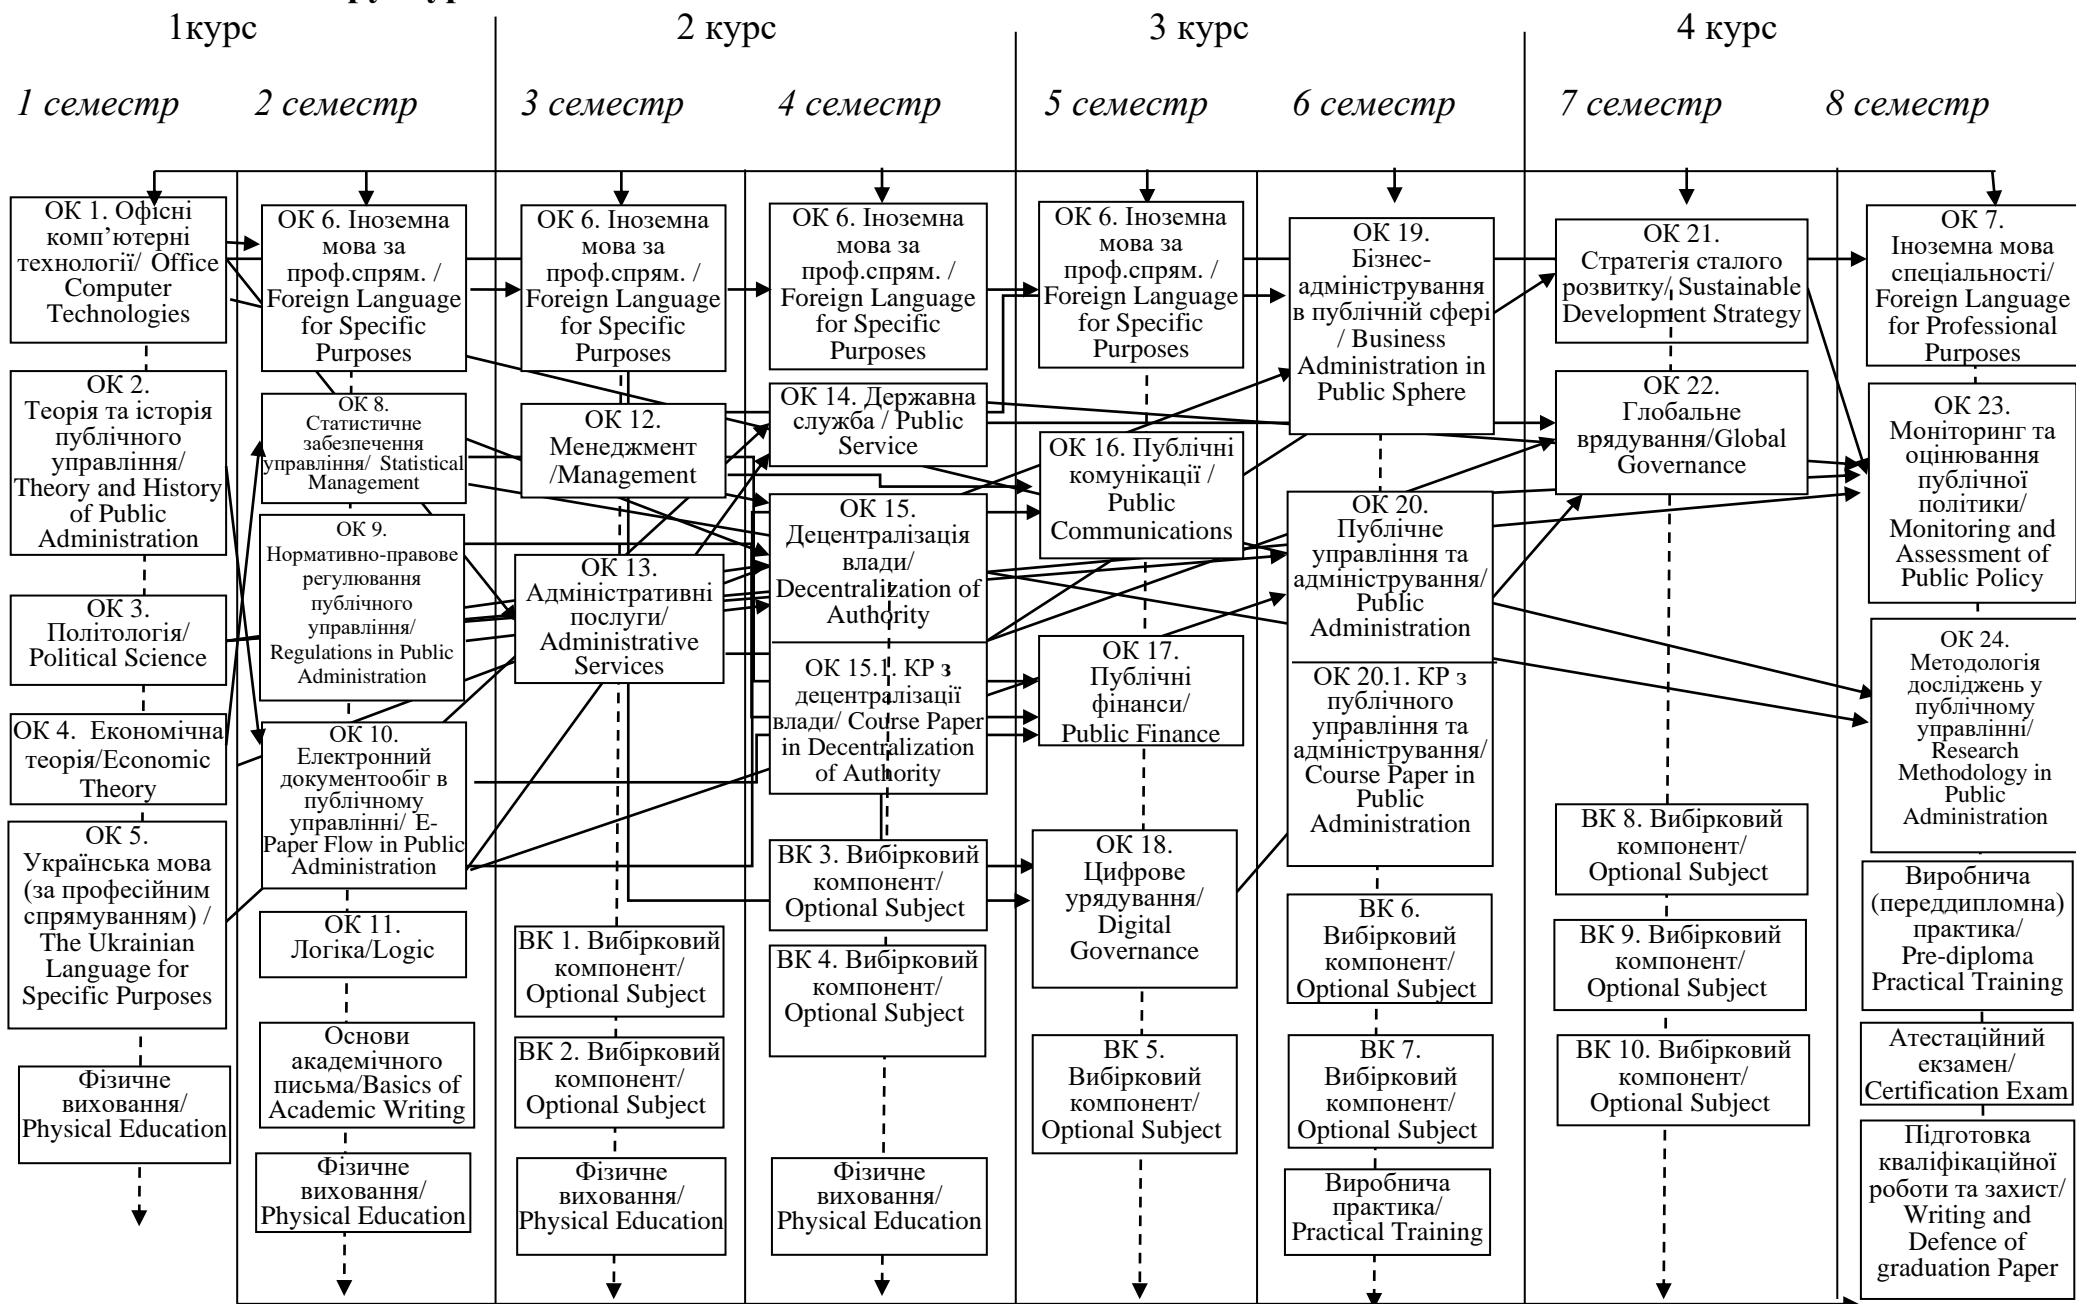 1курс
2 курс
3 курс
4 курс
1 семестр
2 семестр
3 семестр
4 семестр
5 семестр
6 семестр
7 семестр
8 семестр
ОК 1. Офісні
комп’ютерні
технології/ Office
Computer
Technologies
ОК 2.
Теорія та історія
публічного
управління/
Theory and History
of Public
Administration
ОК 3.
Політологія/
Political Science
ОК 4. Економічна
теорія/Economic
Theory
ОК 5.
Українська мова
(за професійним
спрямуванням) /
The Ukrainian
Language for
Specific Purposes
Фізичне
виховання/
Physical Education
ОК 6. Іноземна
мова за
проф.спрям. /
Foreign Language
for Specific
Purposes
ОК 8.
Статистичне
забезпечення
управління/ Statistical
Management
ОК 9.
Нормативно-правове
регулювання
публічного
управління/
Regulations in Public
Administration
ОК 10.
Електронний
документообіг в
публічному
управлінні/ E-
Paper Flow in Public
Administration
ОК 11.
Логіка/Logic
Основи
академічного
письма/Basics of
Academic Writing
Фізичне
виховання/
Physical Education
ОК 6. Іноземна
мова за
проф.спрям. /
Foreign Language
for Specific
Purposes
ОК 12.
Менеджмент
/Management
ОК 13.
Адміністративні
послуги/
Administrative
Services
ВК 1. Вибірковий
компонент/
Optional Subject
ВК 2. Вибірковий
компонент/
Optional Subject
Фізичне
виховання/
Physical Education
ОК 6. Іноземна
мова за
проф.спрям. /
Foreign Language
for Specific
Purposes
ОК 14. Державна
служба / Public
Service
ОК 15.
Децентралізація
влади/
Decentralization of
Authority
ОК 15.1. КР з
децентралізації
влади/ Course Paper
in Decentralization
of Authority
ВК 3. Вибірковий
компонент/
Optional Subject
ВК 4. Вибірковий
компонент/
Optional Subject
Фізичне
виховання/
Physical Education
ОК 6. Іноземна
мова за
проф.спрям. /
Foreign Language
for Specific
Purposes
ОК 16. Публічні
комунікації /
Public
Communications
ОК 17.
Публічні
фінанси/
Public Finance
ОК 18.
Цифрове
урядування/
Digital
Governance
ВК 5.
Вибірковий
компонент/
Optional Subject
ОК 19.
Бізнес-
адміністрування
в публічній сфері
/ Business
Administration in
Public Sphere
ОК 20.
Публічне
управління та
адміністрування/
Public
Administration
ОК 20.1. КР з
публічного
управління та
адміністрування/
Course Paper in
Public
Administration
ВК 6.
Вибірковий
компонент/
Optional Subject
ВК 7.
Вибірковий
компонент/
Optional Subject
Виробнича
практика/
Practical Training
ОК 21.
Стратегія сталого
розвитку/ Sustainable
Development Strategy
ОК 22.
Глобальне
врядування/Global
Governance
ВК 8. Вибірковий
компонент/
Optional Subject
ВК 9. Вибірковий
компонент/
Optional Subject
ВК 10. Вибірковий
компонент/
Optional Subject
ОК 7.
Іноземна мова
спеціальності/
Foreign Language
for Professional
Purposes
ОК 23.
Моніторинг та
оцінювання
публічної
політики/
Monitoring and
Assessment of
Public Policy
ОК 24.
Методологія
досліджень у
публічному
управлінні/
Research
Methodology in
Public
Administration
Виробнича
(переддипломна)
практика/
Pre-diploma
Practical Training
Атестаційний
екзамен/
Certification Exam
Підготовка
кваліфікаційної
роботи та захист/
Writing and
Defence of
graduation Paper